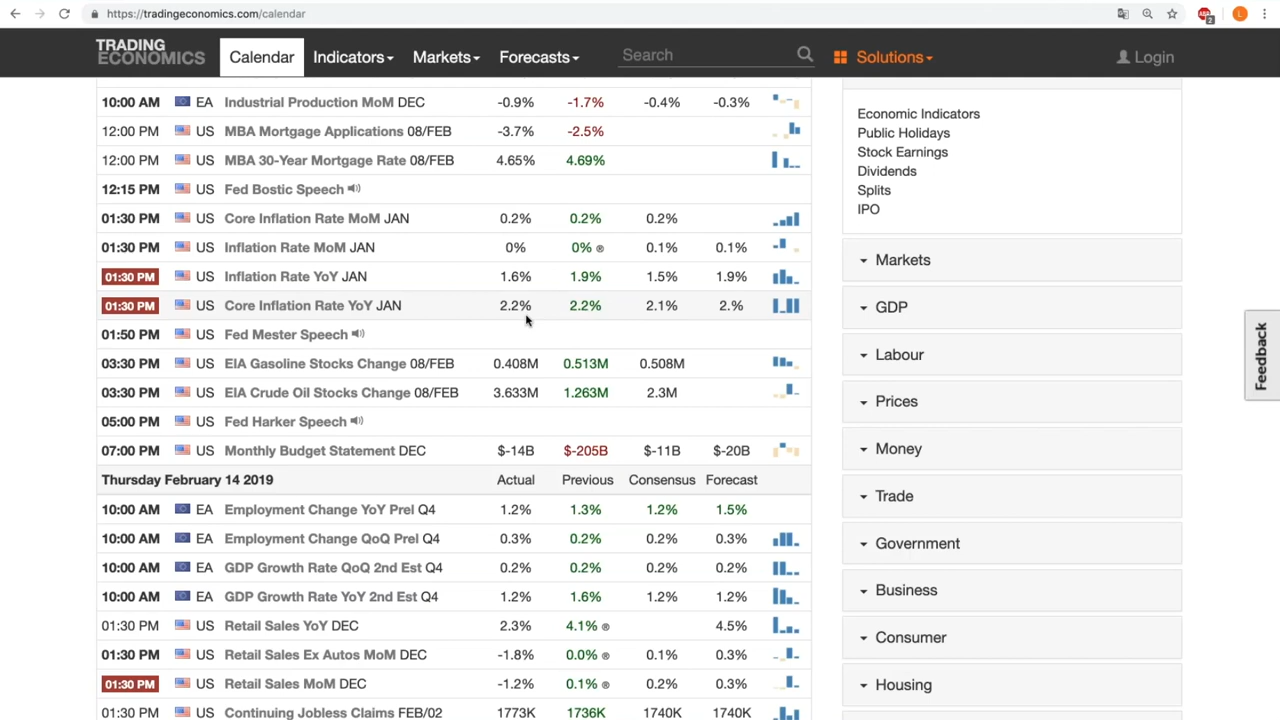 https://tradingeconomics.com/calendar
2
L
TRADING
ECONOMICS
Calendar Indicators Markets Forecasts Search Solutions Login
10:00 AM EA Industrial Production MoM DEC -0.9% -1.7% -0.4% -0.3%
12:00 PM US MBA Mortgage Applications 08/FEB -3.7% -2.5%
12:00 PM US MBA 30-Year Mortgage Rate 08/FEB 4.65% 4.69%
12:15 PM US Fed Bostic Speech
01:30 PM US Core Inflation Rate MoM JAN 0.2% 0.2% 0.2%
01:30 PM US Inflation Rate MoM JAN 0% 0% ® 0.1% 0.1%
01:30 PM US Inflation Rate YoY JAN 1.6% 1.9% 1.5% 1.9%
01:30 PM US Core Inflation Rate YoY JAN 2.2% 2.2% 2.1% 2.%
01:50 PM US Fed Mester Speech
03:30 PM US EIA Gasoline Stocks Change 08/FEB 0.408M 0.513M 0.508M
03:30 PM US EIA Crude Oil Stocks Change 08/FEB 3.633M 1.263M 2.3M
05:00 PM US Fed Harker Speech
07:00 PM US Monthly Budget Statement DEC $-14B $-205B $-11B $-20B
Thursday February 14 2019 Actual Previous Consensus Forecast
10:00 AM EA Employment Change YoY Prel Q4 1.2% 1.3% 1.2% 1.5%
10:00 AM EA Employment Change QoQ Prel Q4 0.3% 0.2% 0.2% 0.3%
10:00 AM EA GDP Growth Rate QoQ 2nd Est Q4 0.2% 0.2% 0.2% 0.2%
10:00 AM EA GDP Growth Rate YoY 2nd Est Q4 1.2% 1.6% 1.2% 1.2%
01:30 PM US Retail Sales YoY DEC 2.3% 4.1% ® 4.5%
01:30 PM US Retail Sales Ex Autos MoM DEC -1.8% 0.0% ® 0.1% 0.3%
01:30 PM US Retail Sales MoM DEC -1.2% 0.1% ® 0.2% 0.3%
01:30 PM US Continuing Jobless Claims FEB/02 1773K 1736K 1740K 1740K
Economic Indicators
Public Holidays
Stock Earnings
Dividends
Splits
IPO
Markets
GDP
Labour
Prices
Money
Trade
Government
Business
Consumer
Housing
Feedback